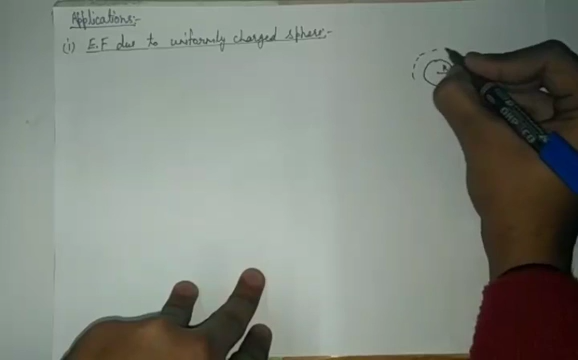 Applications:-
(i) E.F due to uniformly charged sphere:-
R